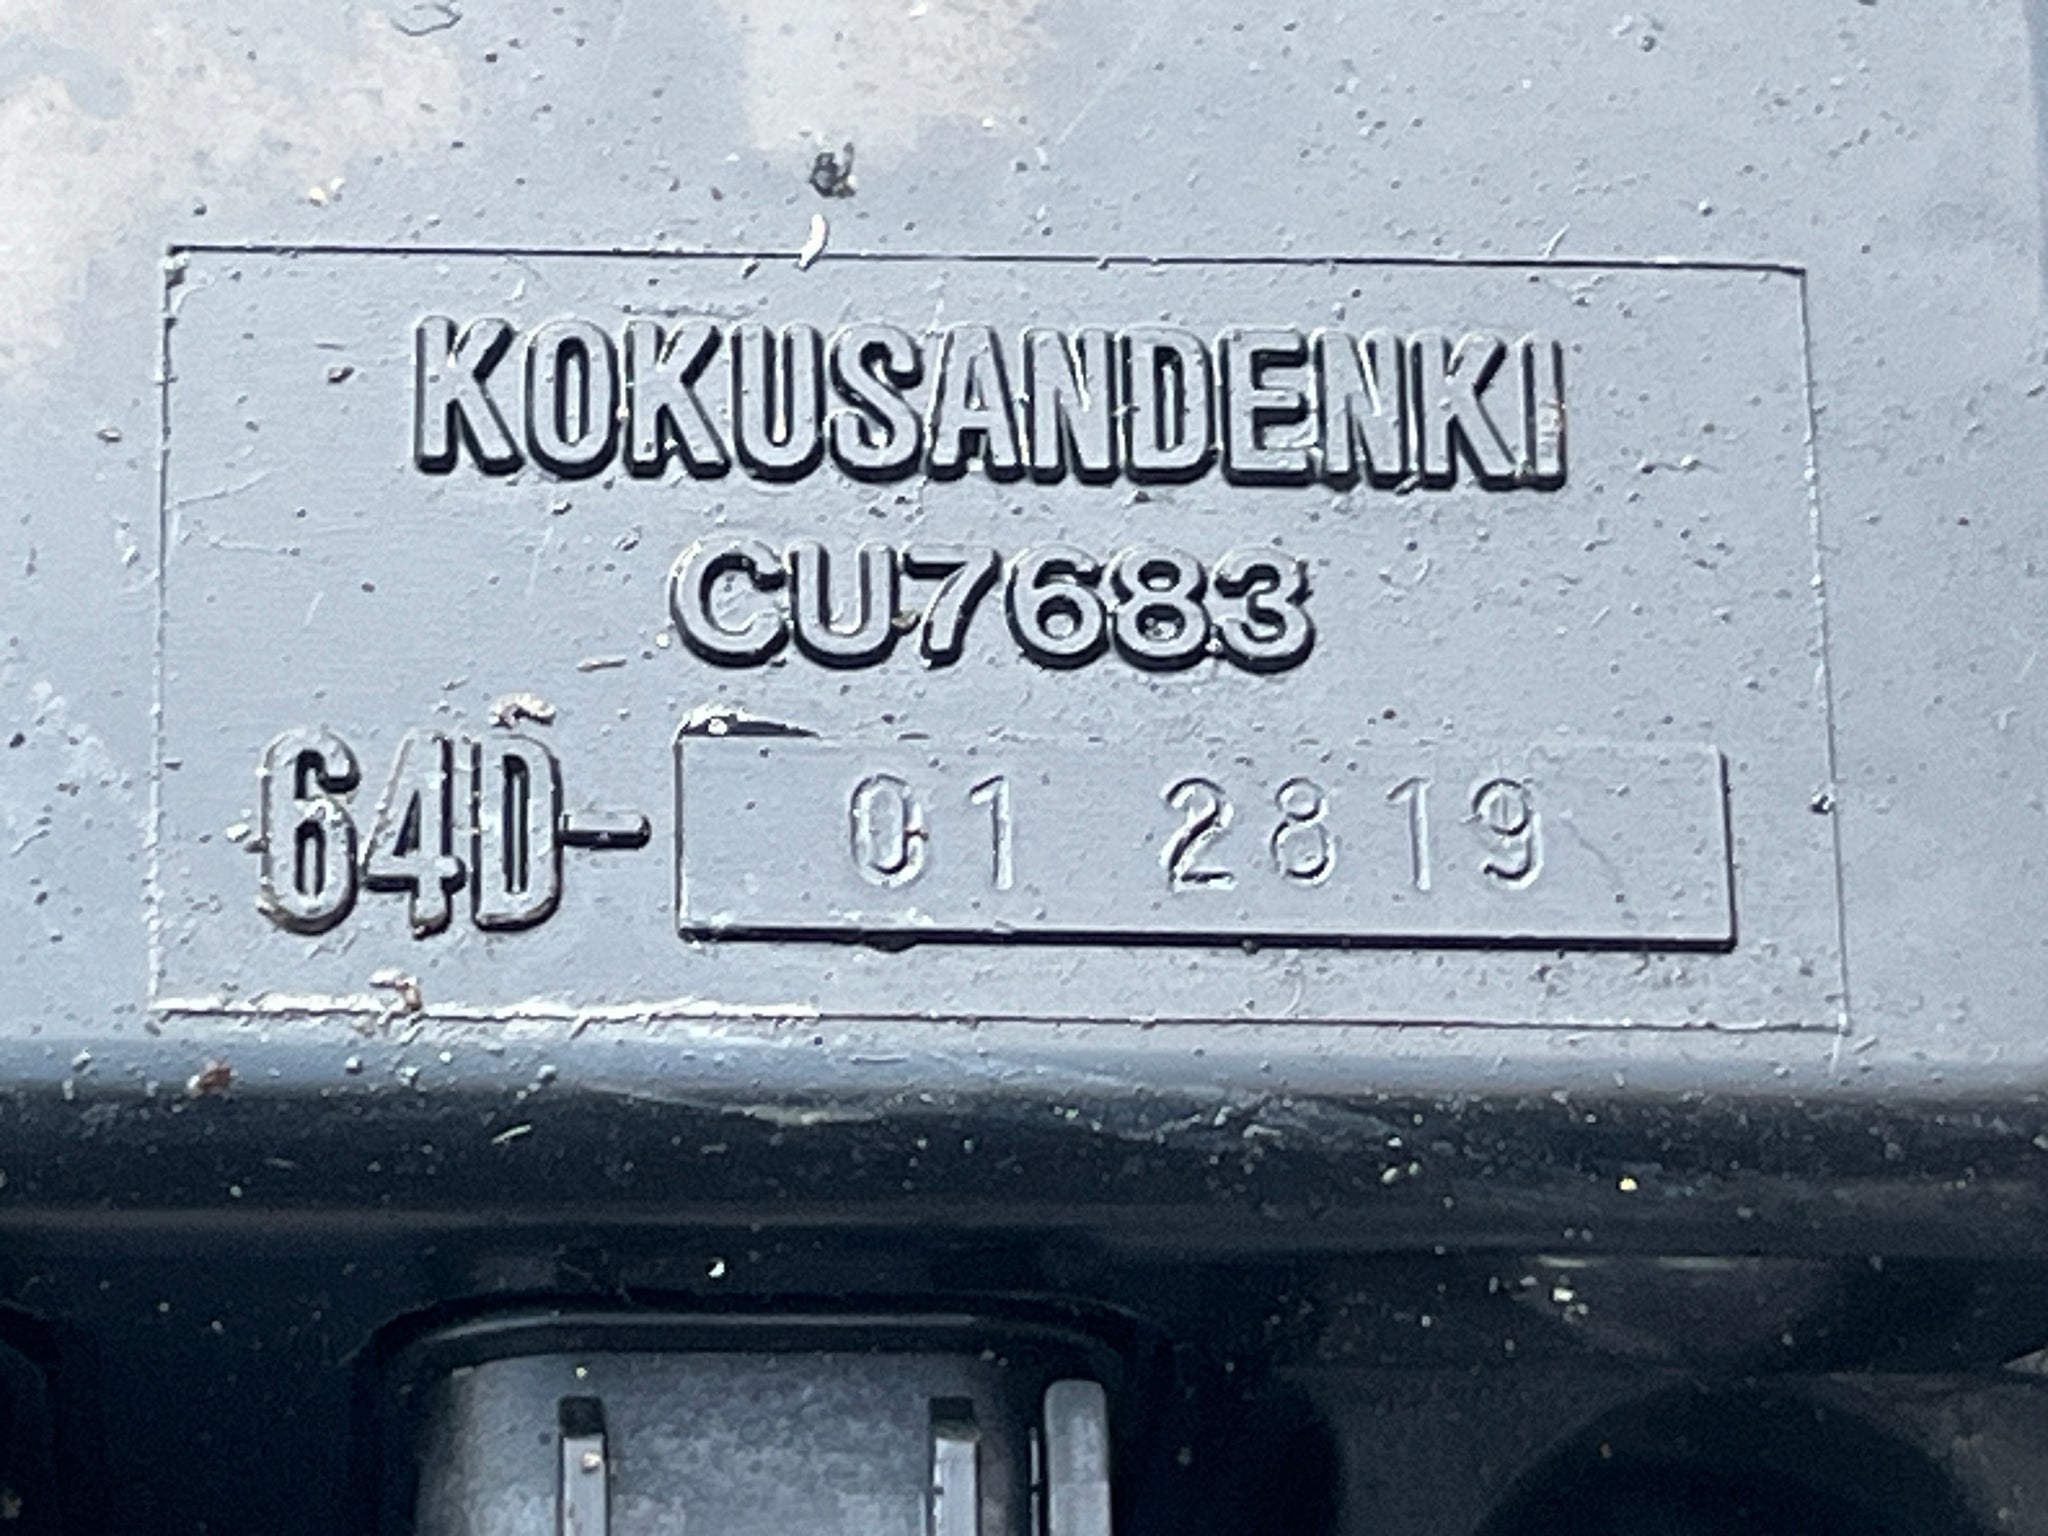 KOKUSANDENKI
CU7683
64D- 01 2819